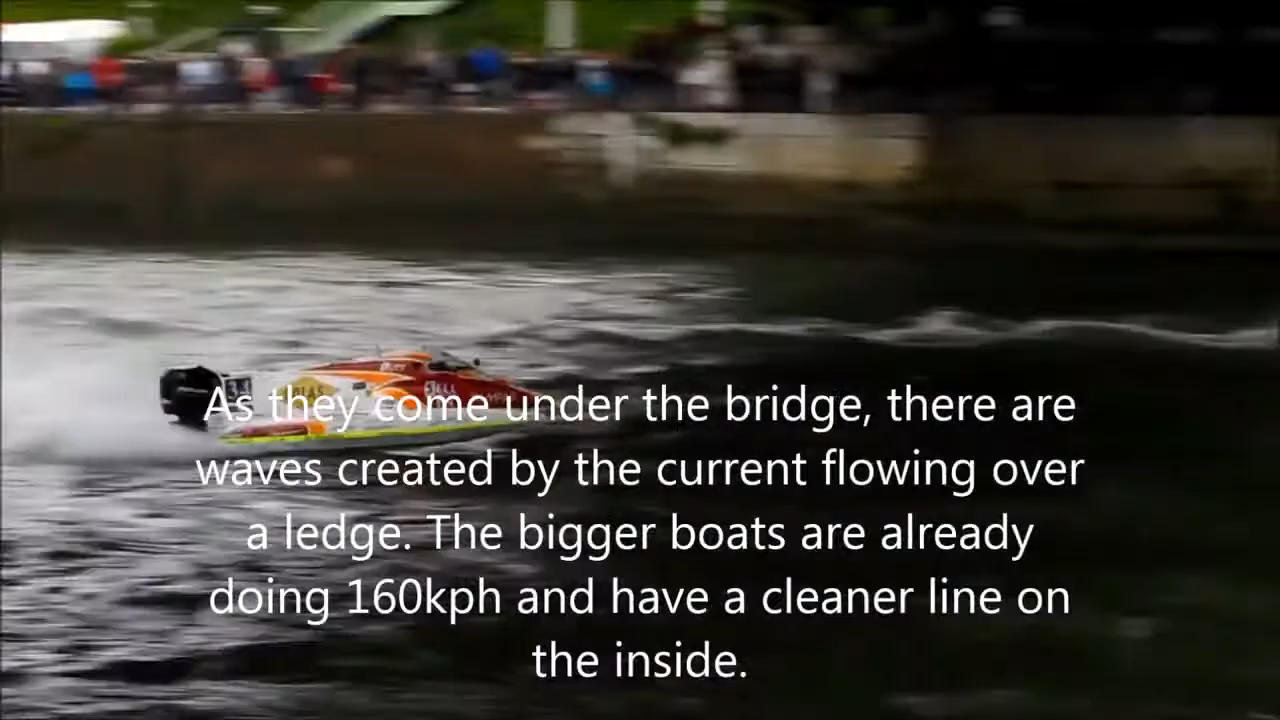 34
As they come under the bridge, there are
waves created by the current flowing over
a ledge. The bigger boats are already
doing 160kph and have a cleaner line on
the inside.